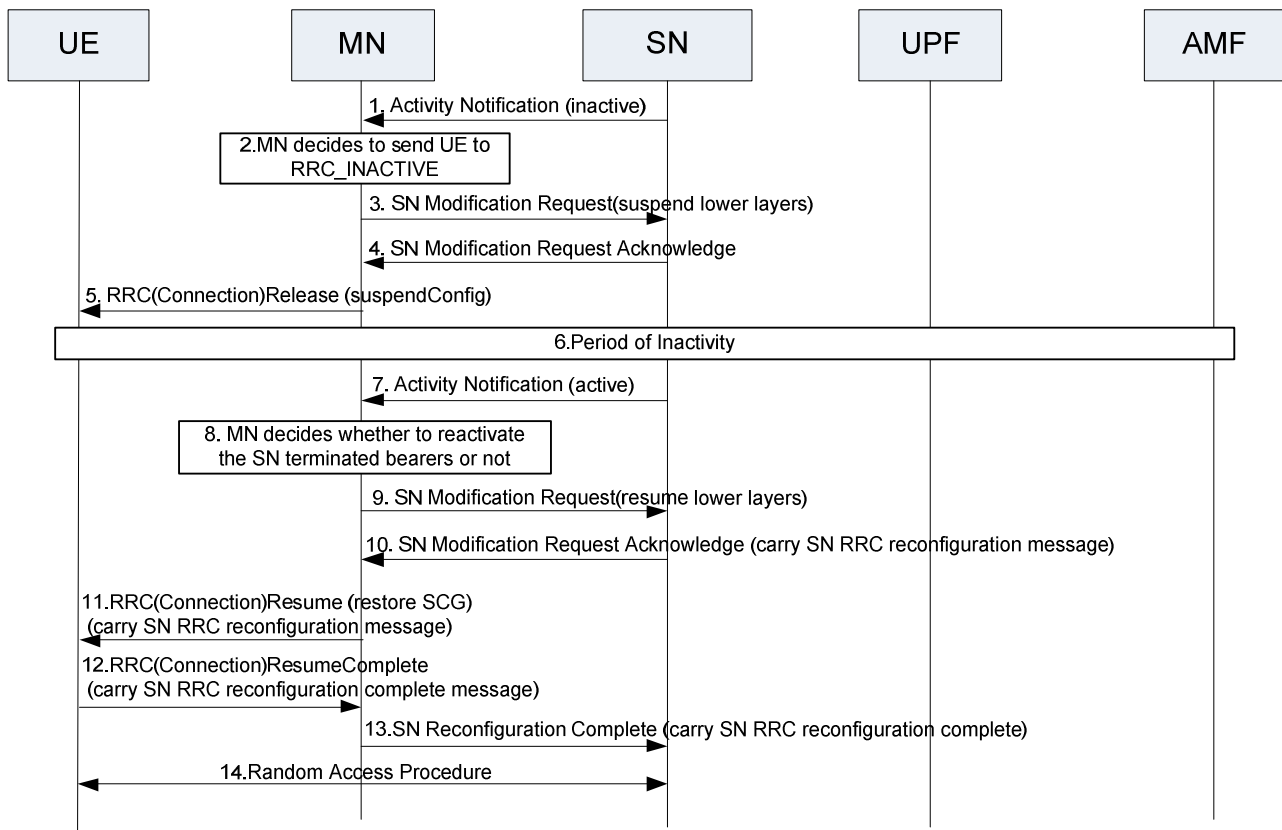 UE
MN
SN
UPF
AMF
1. Activity Notification (inactive)
2.MN decides to send UE to
RRC_INACTIVE
3. SN Modification Request(suspend lower layers)
4. SN Modification Request Acknowledge
5. RRC(Connection)Release (suspendConfig)
6.Period of Inactivity
7. Activity Notification (active)
8. MN decides whether to reactivate
the SN terminated bearers or not
9. SN Modification Request(resume lower layers)
10. SN Modification Request Acknowledge (carry SN RRC reconfiguration message)
11.RRC(Connection)Resume (restore SCG)
(carry SN RRC reconfiguration message)
12.RRC(Connection)ResumeComplete
(carry SN RRC reconfiguration complete message)
13.SN Reconfiguration Complete (carry SN RRC reconfiguration complete)
14.Random Access Procedure